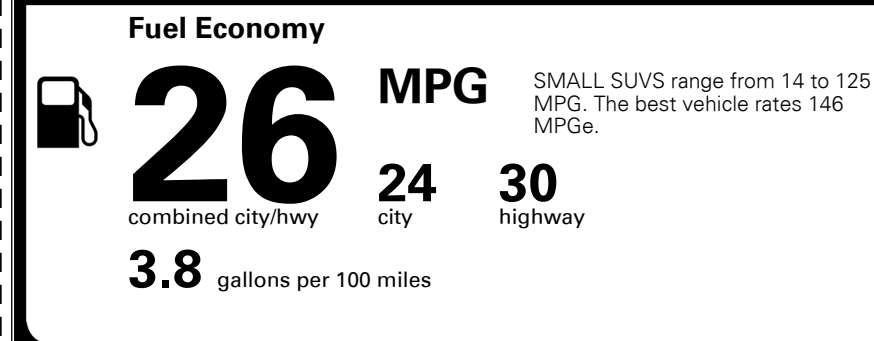 Fuel Economy
26
MPG
SMALL SUVS range from 14 to 125
MPG. The best vehicle rates 146
MPGe.
combined city/hwy
24
city
30
highway
3.8 gallons per 100 miles